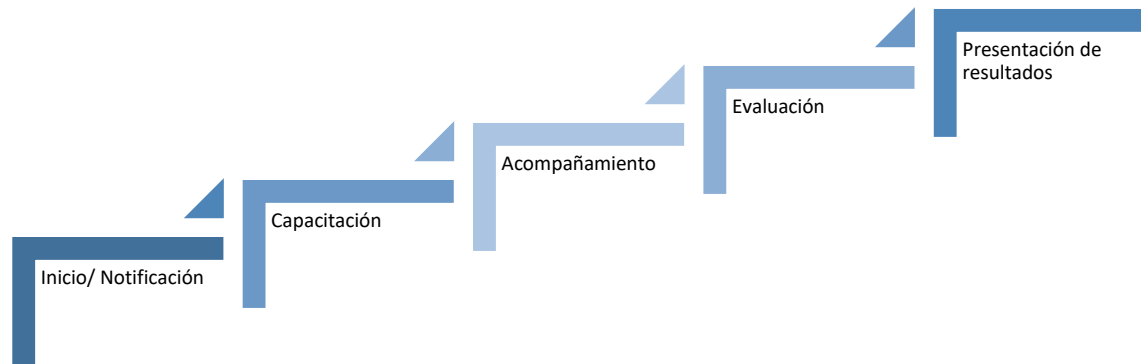 Inicio/ Notificación
Capacitación
Acompañamiento
Evaluación
Presentación de
resultados